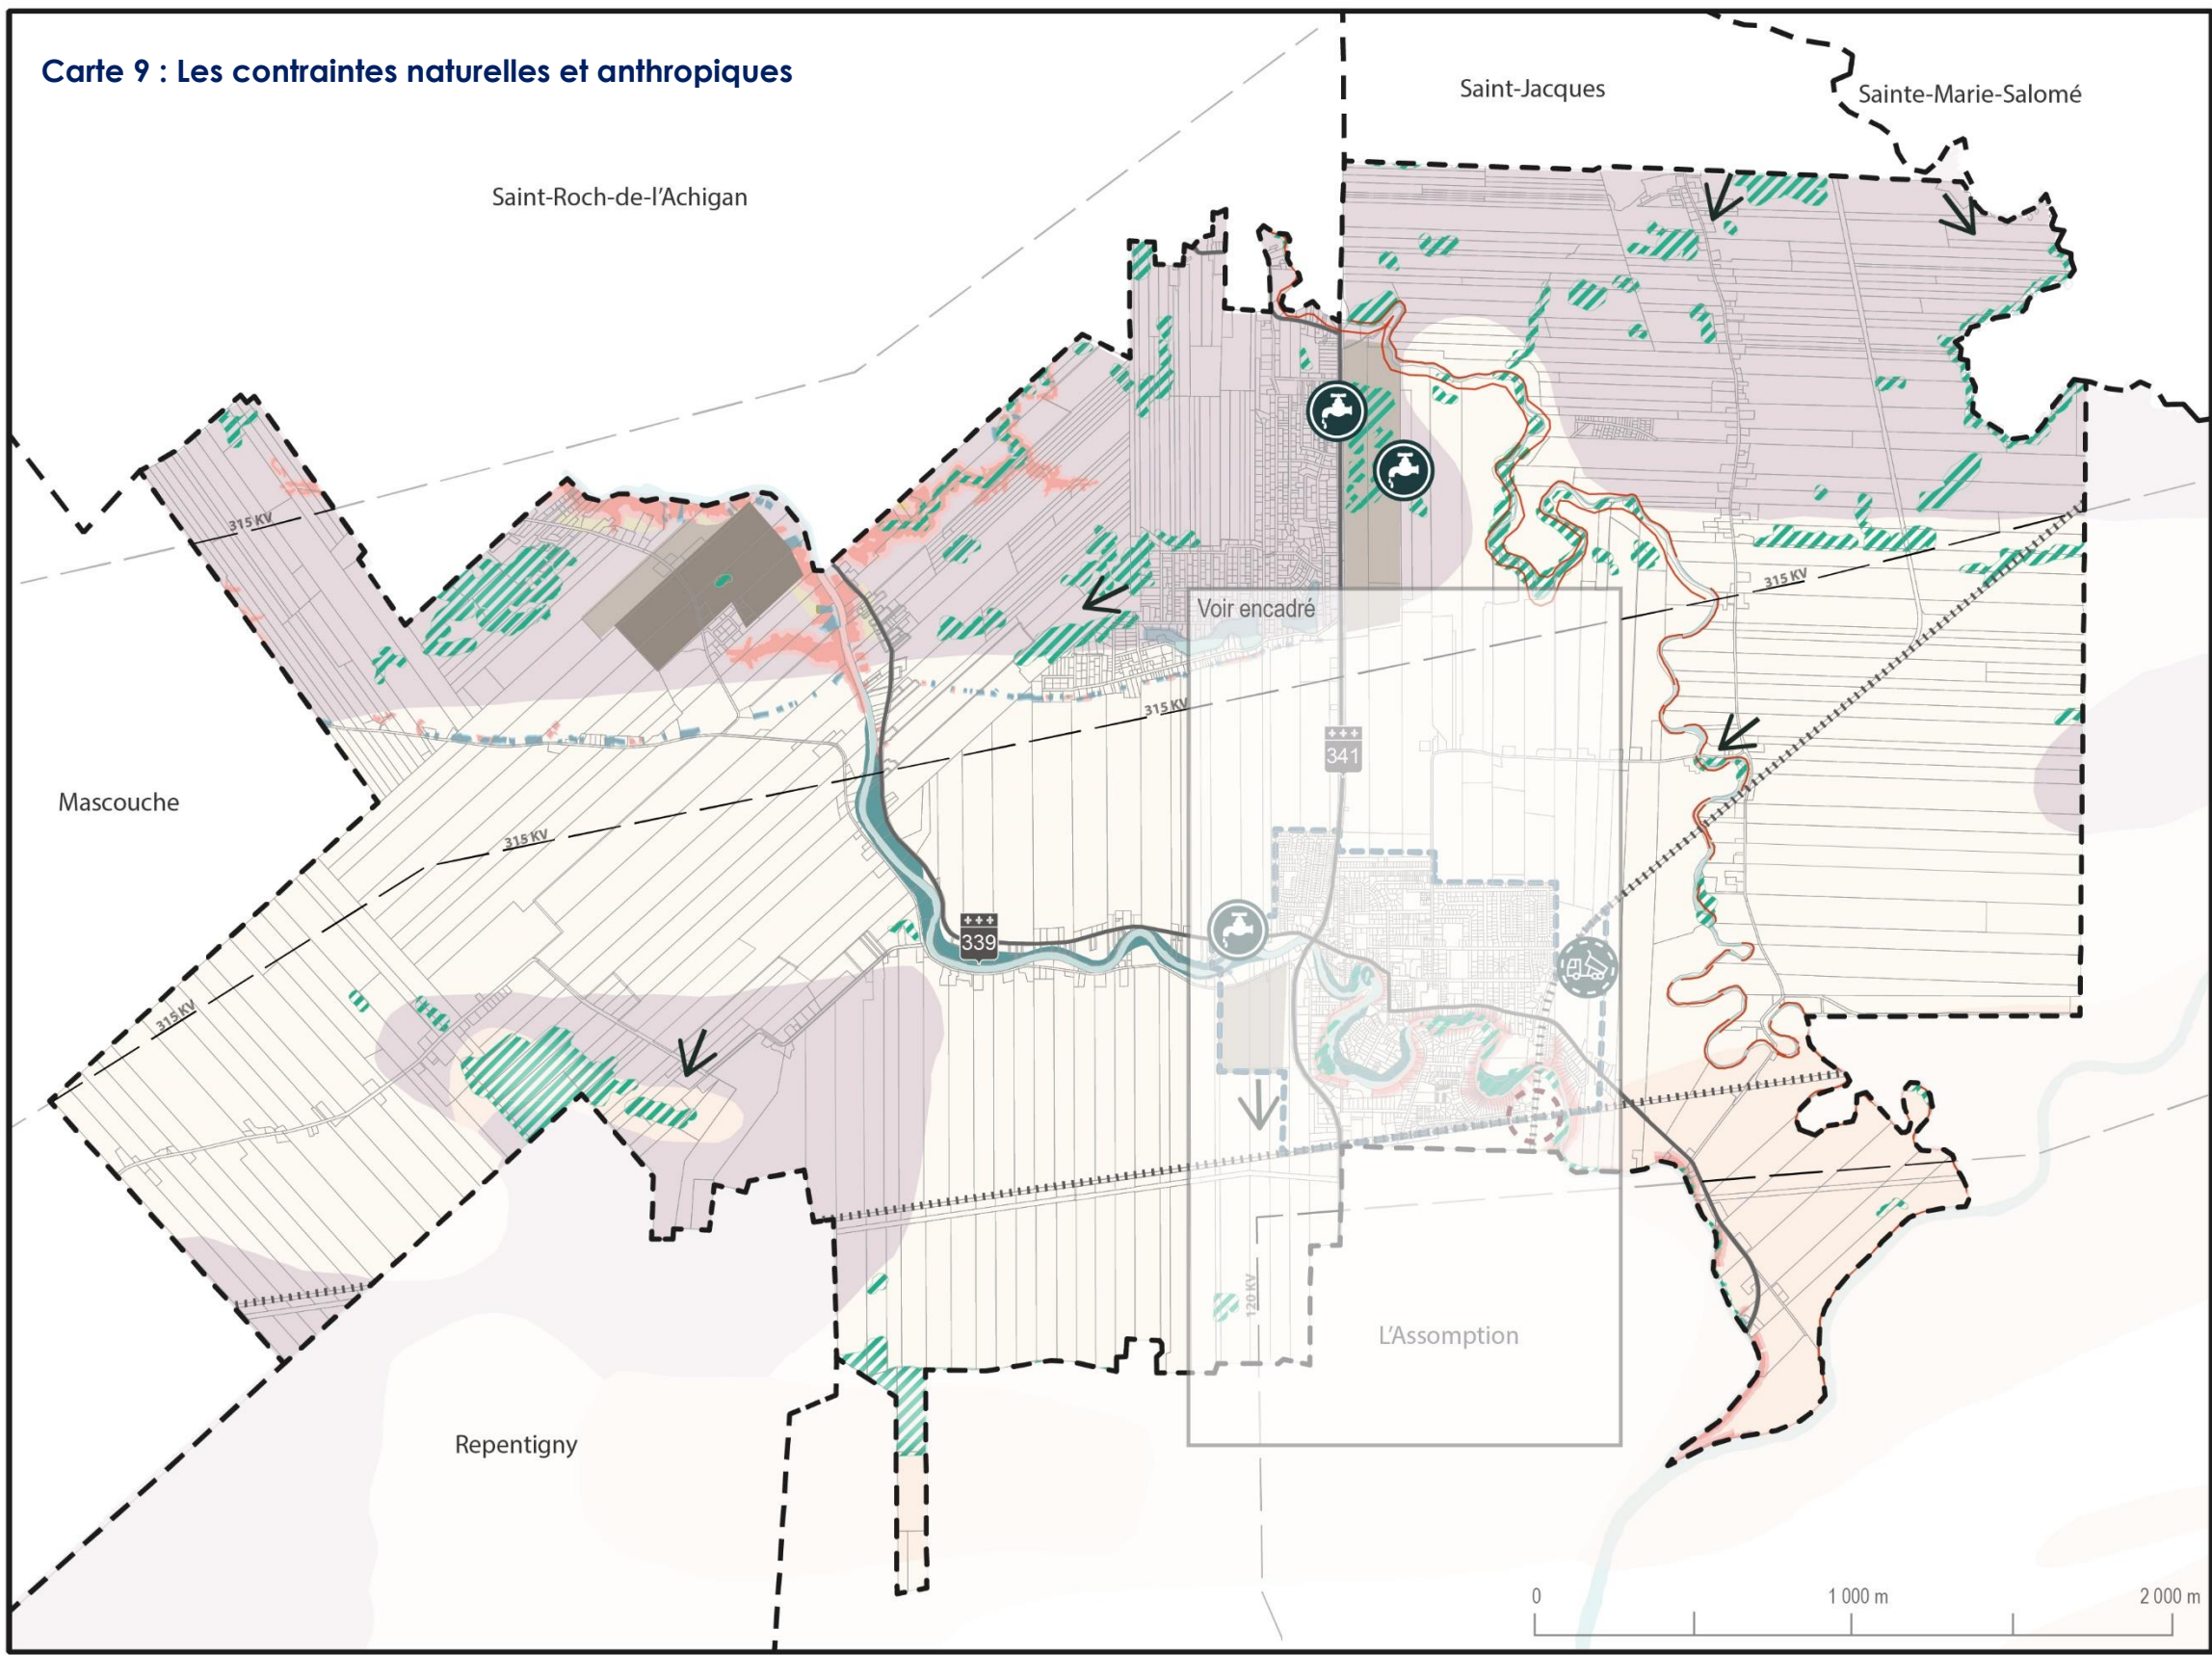 Carte 9 : Les contraintes naturelles et anthropiques
Saint-Jacques
Sainte-Marie-Salomé
Saint-Roch-de-l'Achigan
315 KV
315 KV
Voir encadré
315 KV
341
Mascouche
315 KV
339
315 KV
120 KV
L'Assomption
Repentigny
0
1 000 m
2 000 m